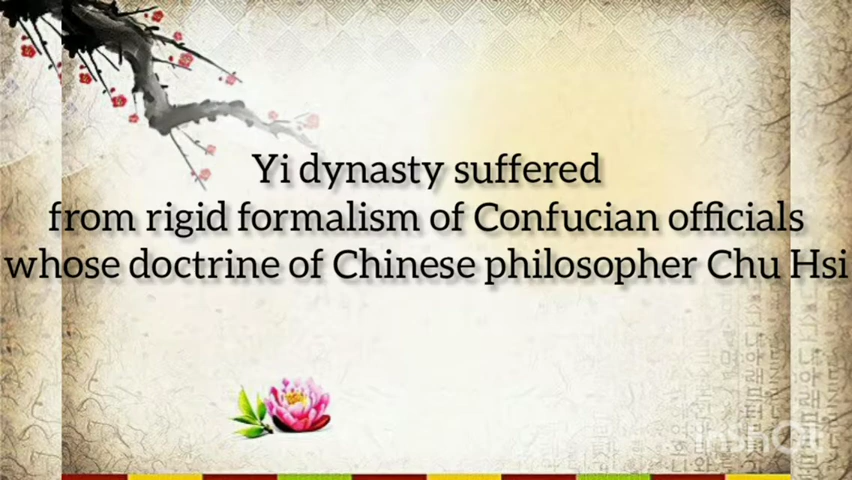 Yi dynasty suffered
from rigid formalism of Confucian officials
whose doctrine of Chinese philosopher Chu Hsi